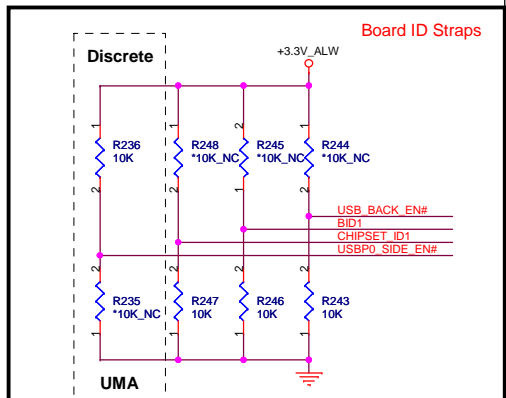 Board ID Straps
Discrete
+3.3V_ALW
1 1 2 1
R236 R248 R245 R244
10K *10K_NC *10K_NC *10K_NC
2 2 1 2
USB_BACK_EN#
BID1
CHIPSET_ID1
USBP0_SIDE_EN#
2 2 2 2
R235 R247 R246 R243
*10K_NC 10K 10K 10K
1 1 1 1
UMA